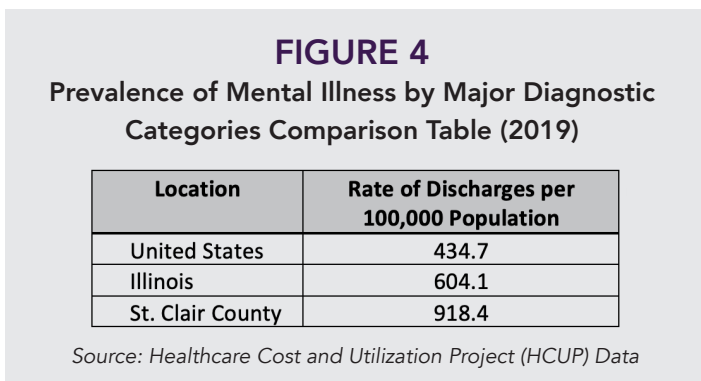 FIGURE 4
Prevalence of Mental Illness by Major Diagnostic
Categories Comparison Table (2019)
Location Rate of Discharges per
100,000 Population
United States 434.7
Illinois 604.1
St. Clair County 918.4
Source: Healthcare Cost and Utilization Project (HCUP) Data